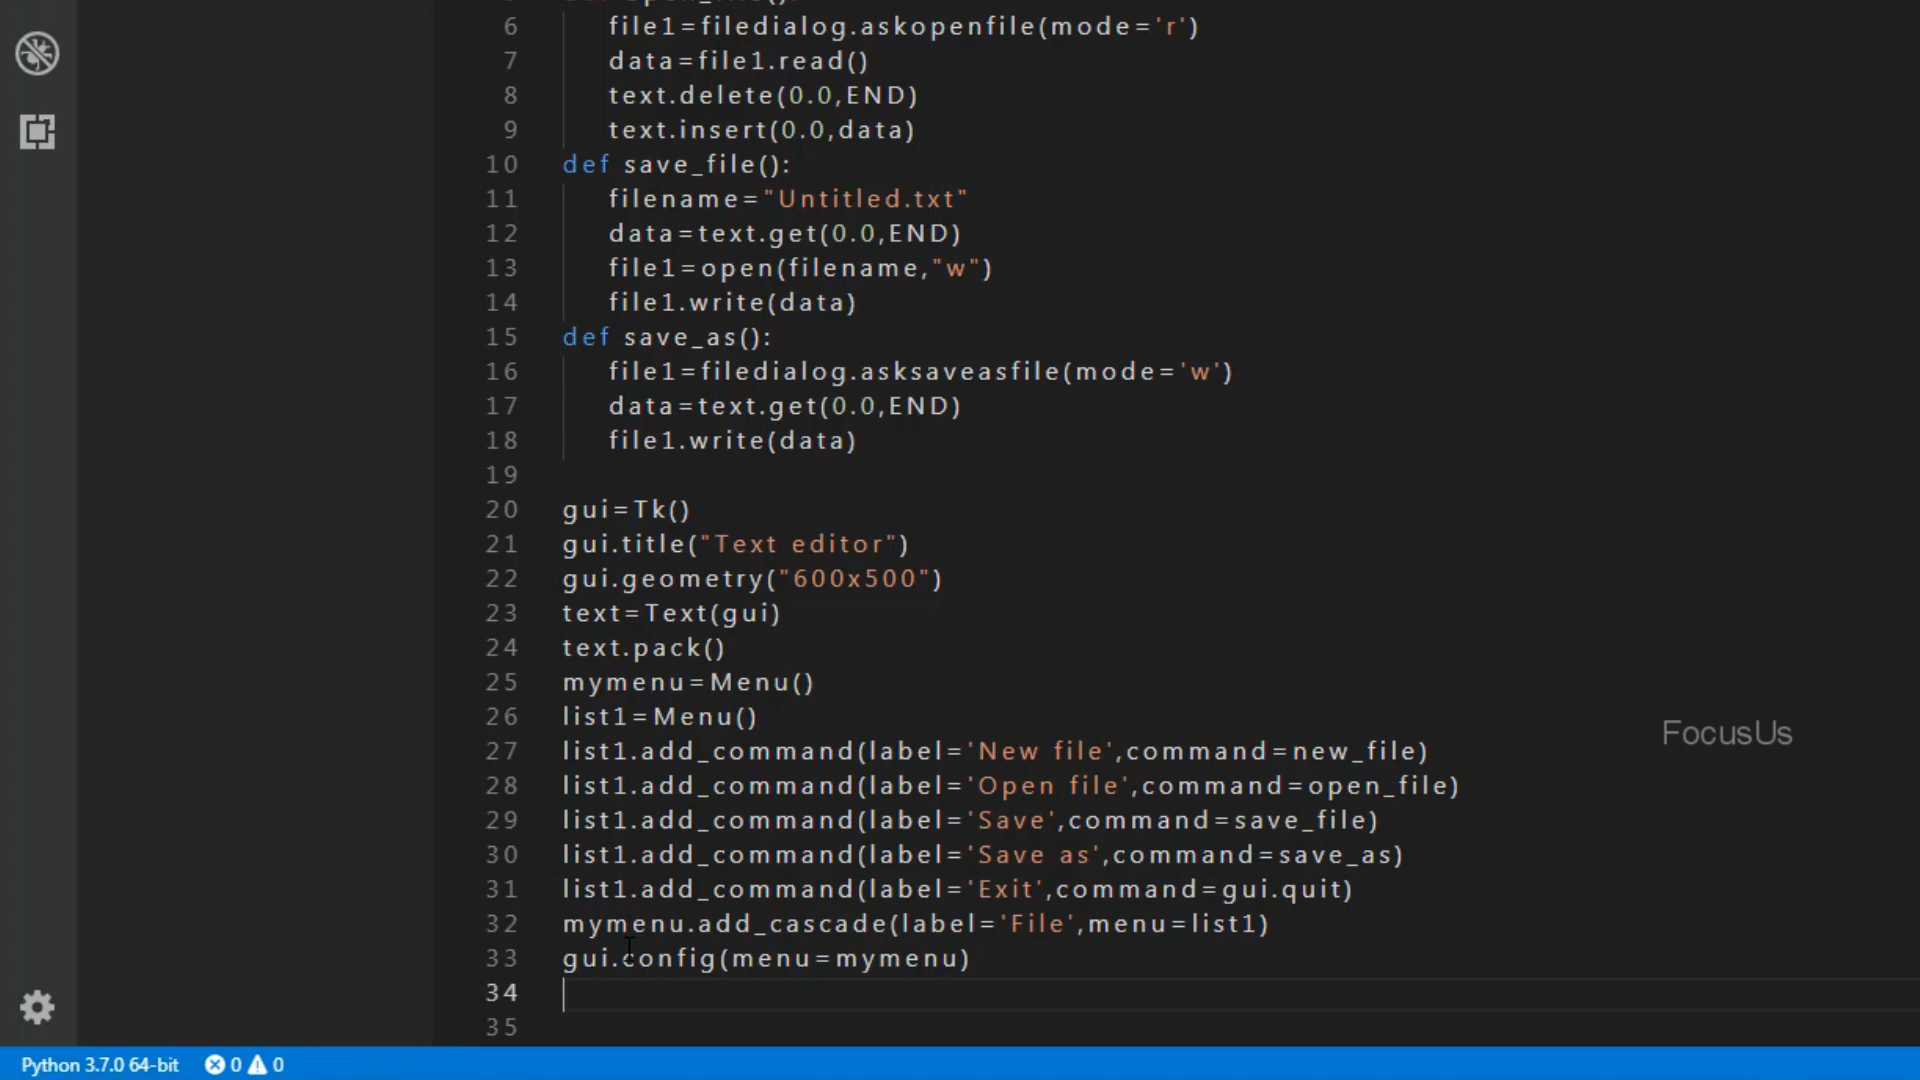 6 file1=filedialog.askopenfile(mode='r')
7 data=file1.read()
8 text.delete(0.0,END)
9 text.insert(0.0,data)
10 def save_file():
11 filename="Untitled.txt"
12 data=text.get(0.0,END)
13 file1=open(filename,"w")
14 file1.write(data)
15 def save_as():
16 file1=filedialog.asksaveasfile(mode='w')
17 data=text.get(0.0,END)
18 file1.write(data)
19
20 gui=Tk()
21 gui.title("Text editor")
22 gui.geometry("600x500")
23 text=Text(gui)
24 text.pack()
25 mymenu=Menu()
26 list1=Menu()
27 list1.add_command(label='New file',command=new_file)
FocusUs
28 list1.add_command(label='Open file',command=open_file)
29 list1.add_command(label='Save',command=save_file)
30 list1.add_command(label='Save as',command=save_as)
31 list1.add_command(label='Exit',command=gui.quit)
32 mymenu.add_cascade(label='File',menu=list1)
33 gui.config(menu=mymenu)
34
35
Python 3.7.0 64-bit 0 0